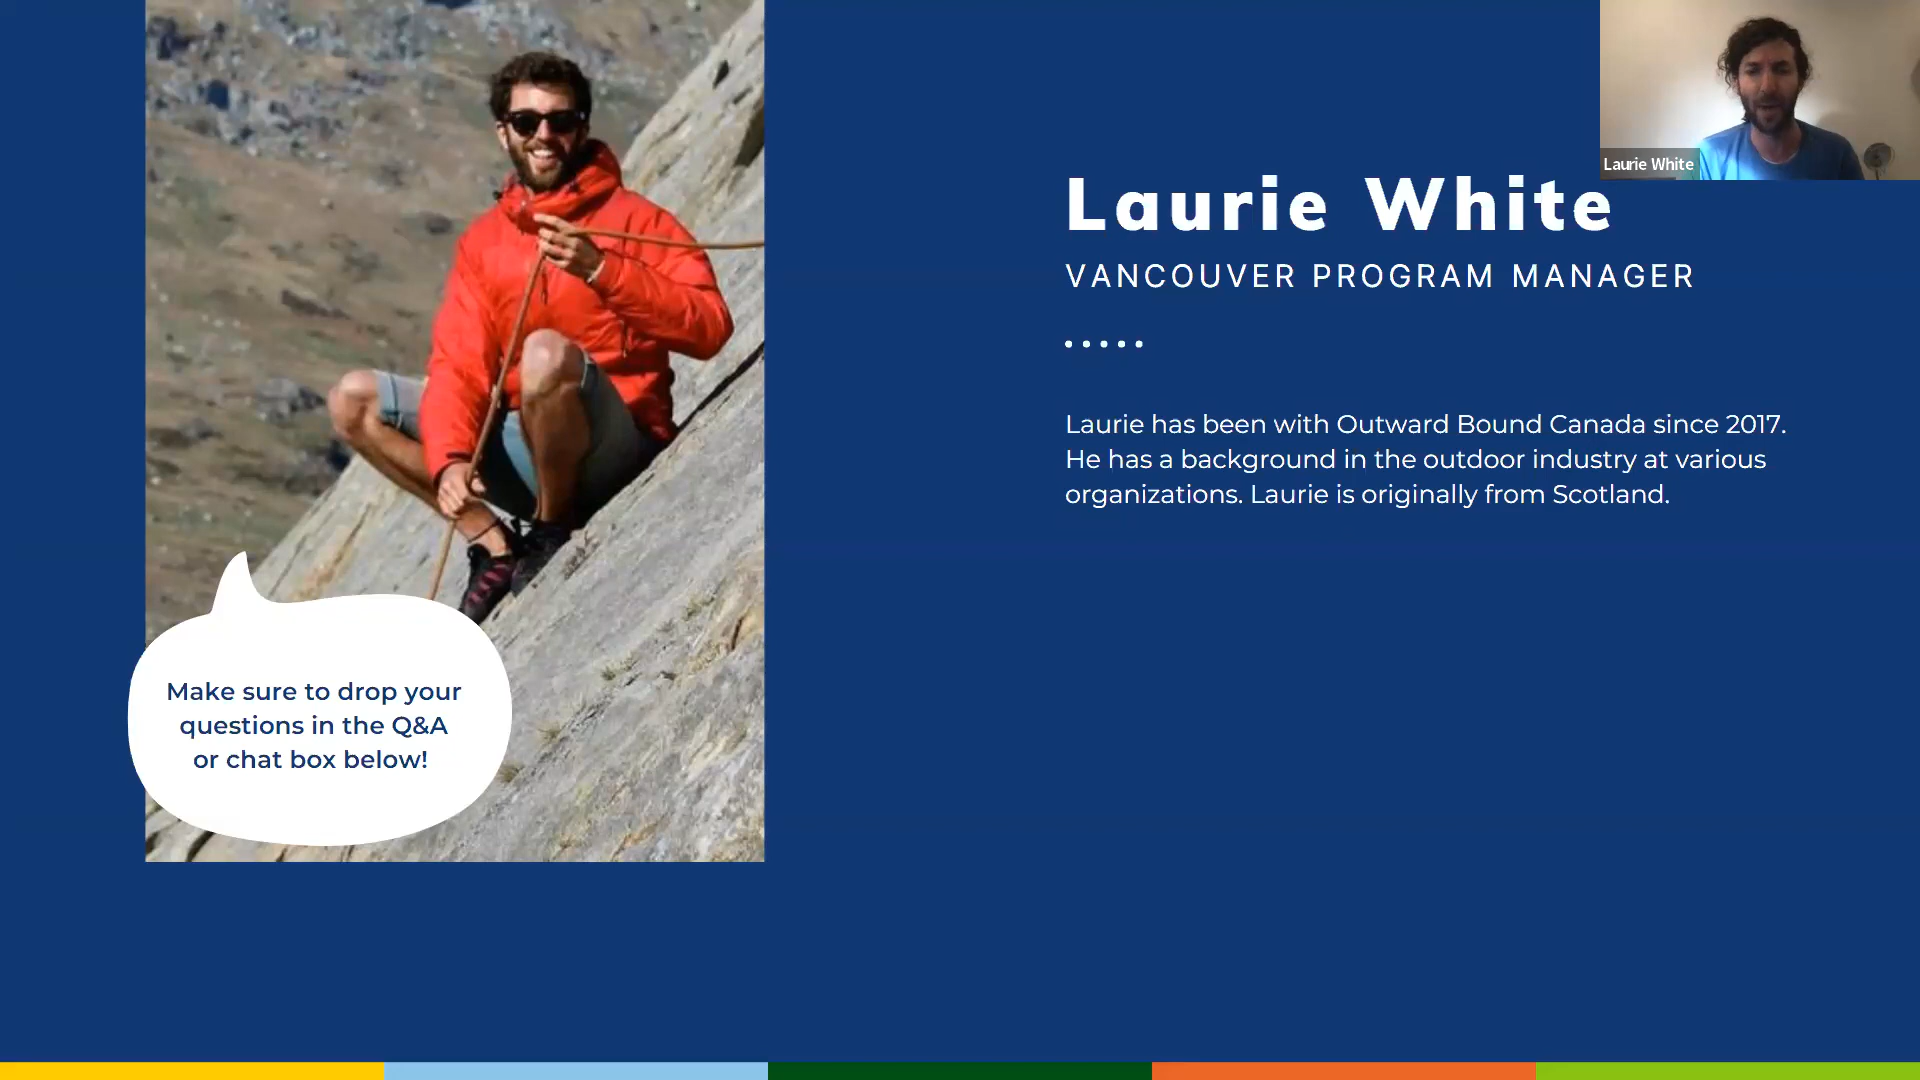 Laurie White
Laurie White
VANCOUVER PROGRAM MANAGER
Laurie has been with Outward Bound Canada since 2017.
He has a background in the outdoor industry at various
organizations. Laurie is originally from Scotland.
Make sure to drop your
questions in the Q&A
or chat box below!